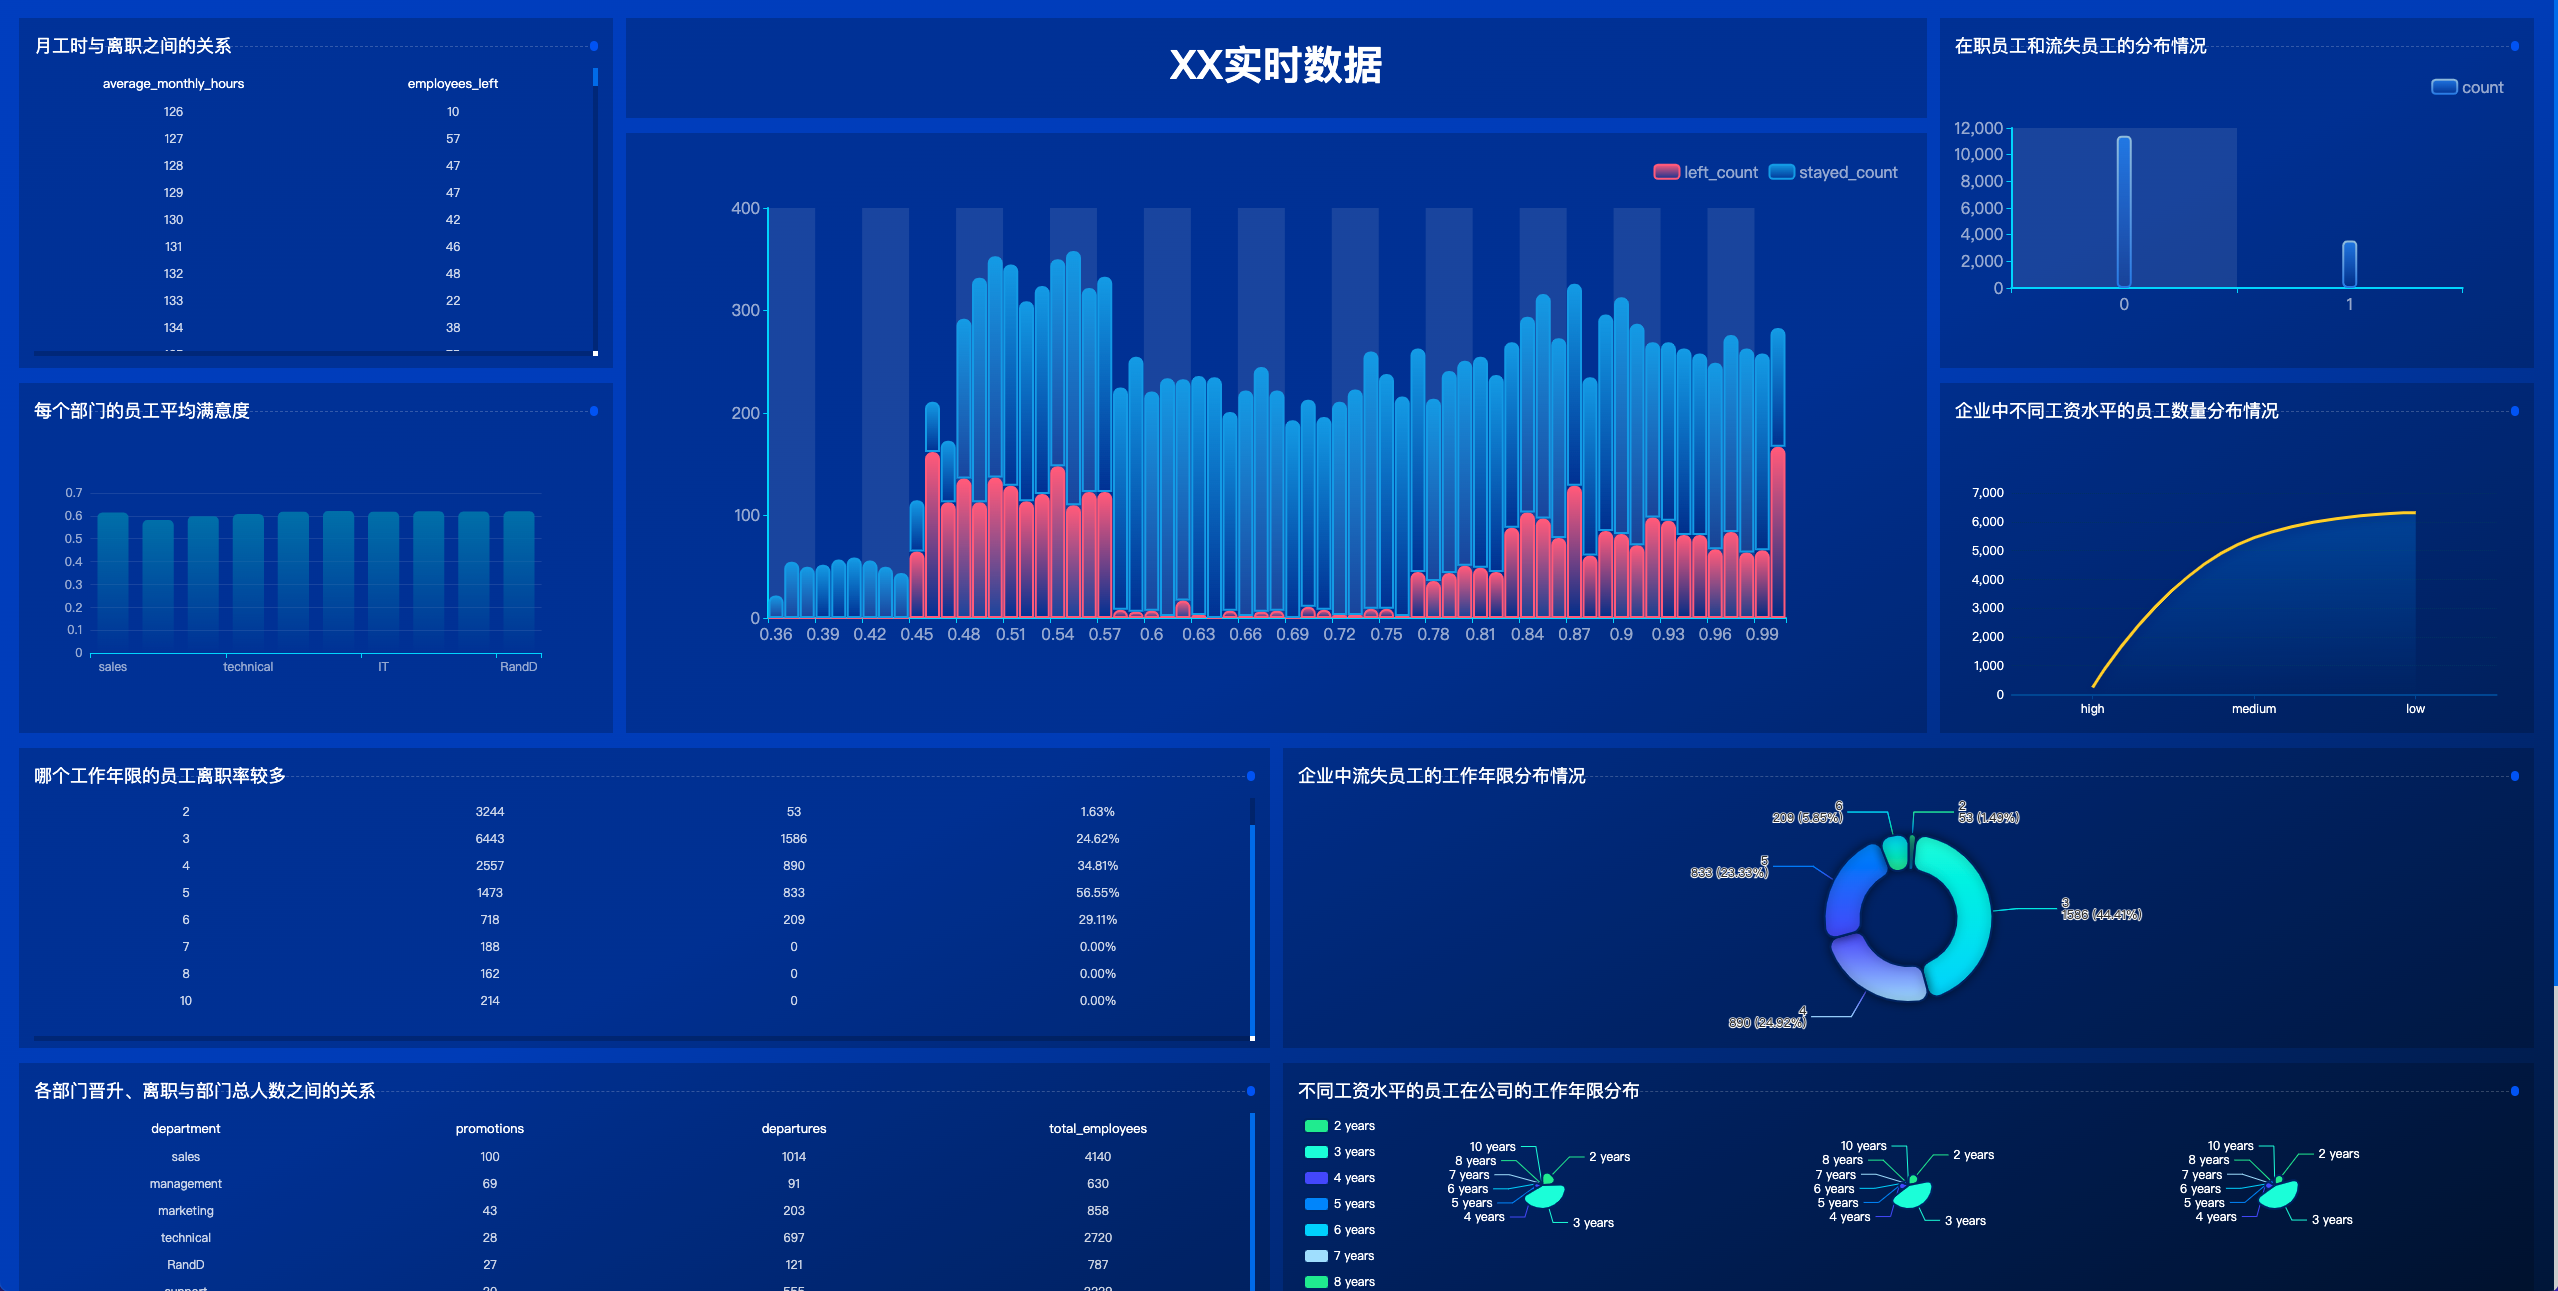 月工时与离职之间的关系
average_monthly_hours employees_left
126 10
127 57
128 47
129 47
130 42
131 46
132 48
133 22
134 38
XX实时数据
left_count stayed_count
400
300
200
100
0
0.36 0.39 0.42 0.45 0.48 0.51 0.54 0.57 0.6 0.63 0.66 0.69 0.72 0.75 0.78 0.81 0.84 0.87 0.9 0.93 0.96 0.99
在职员工和流失员工的分布情况
count
12,000
10,000
8,000
6,000
4,000
2,000
0
0 1
每个部门的员工平均满意度
0.7
0.6
0.5
0.4
0.3
0.2
0.1
0
sales technical IT RandD
企业中不同工资水平的员工数量分布情况
7,000
6,000
5,000
4,000
3,000
2,000
1,000
0
high medium low
哪个工作年限的员工离职率较多
2 3244 53 1.63%
3 6443 1586 24.62%
4 2557 890 34.81%
5 1473 833 56.55%
6 718 209 29.11%
7 188 0 0.00%
8 162 0 0.00%
10 214 0 0.00%
企业中流失员工的工作年限分布情况
6
209 (5.85%)
2
53 (1.49%)
5
833 (23.33%)
3
1586 (44.41%)
4
890 (24.92%)
各部门晋升、离职与部门总人数之间的关系
department promotions departures total_employees
sales 100 1014 4140
management 69 91 630
marketing 43 203 858
technical 28 697 2720
RandD 27 121 787
不同工资水平的员工在公司的工作年限分布
2 years
3 years
4 years
5 years
6 years
7 years
8 years
10 years
8 years
7 years
6 years
5 years
4 years
2 years
3 years
10 years
8 years
7 years
6 years
5 years
4 years
2 years
3 years
10 years
8 years
7 years
6 years
5 years
4 years
2 years
3 years